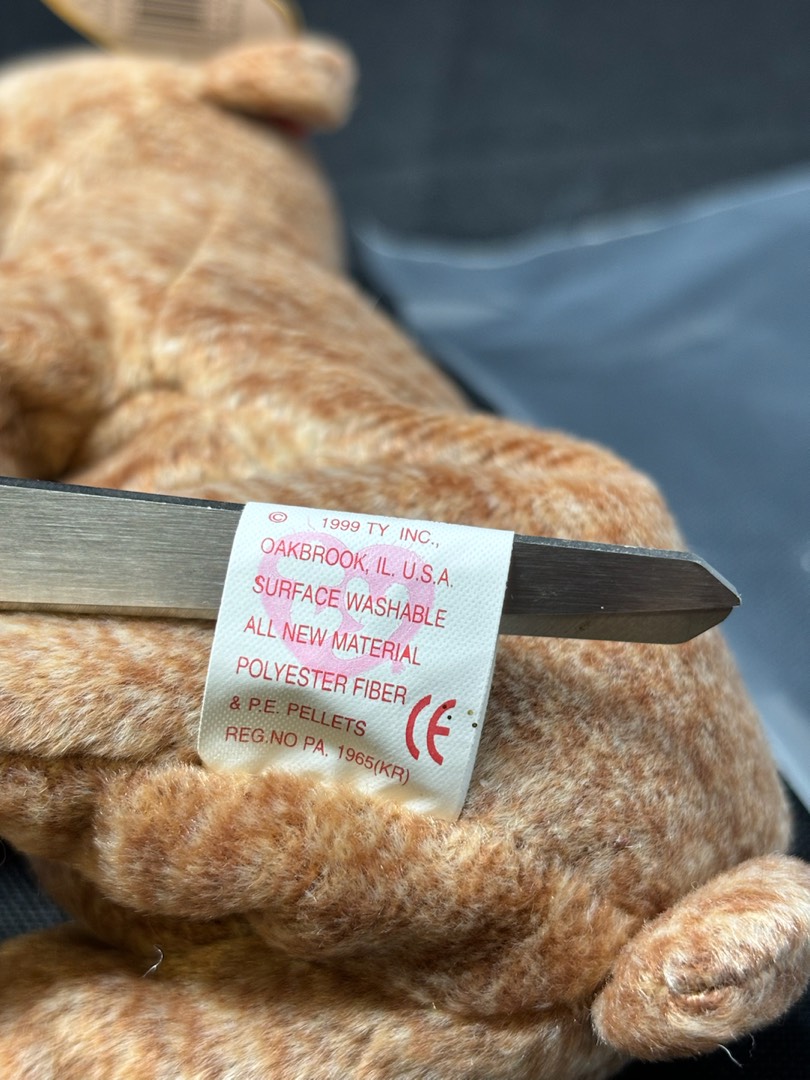 © 1999 TY INC.,
OAKBROOK, IL. U.S.A.
SURFACE WASHABLE
ALL NEW MATERIAL
POLYESTER FIBER
& P.E. PELLETS
REG.NO PA. 1965(KR)
CE